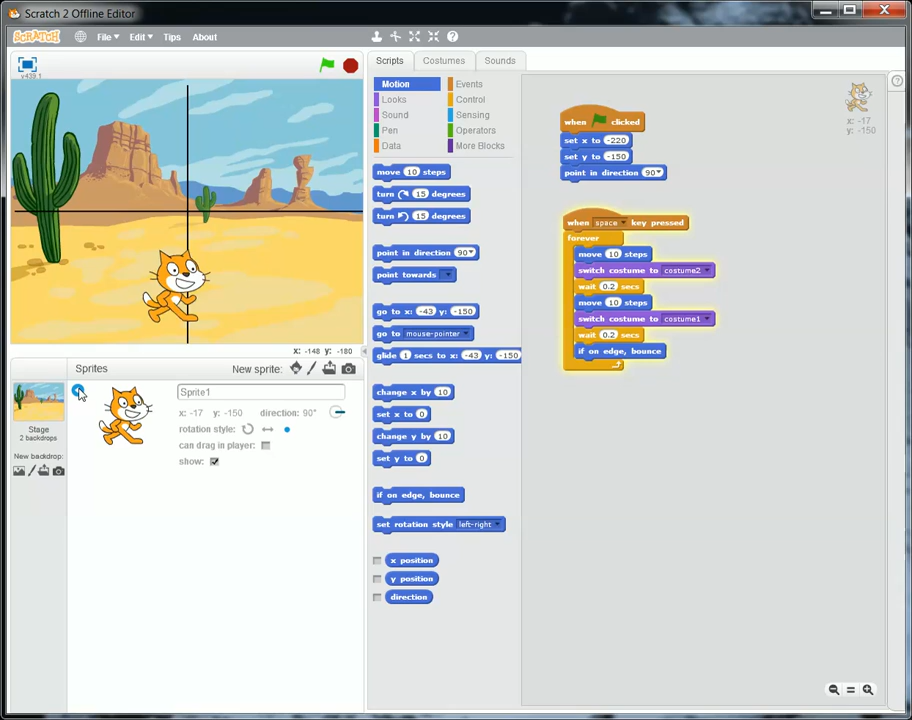 Scratch 2 Offline Editor
SCRATCH File Edit Tips About
v439.1
Scripts Costumes Sounds
Motion Events
Looks Control
Sound Sensing
Pen Operators
Data More Blocks
move 10 steps
turn 15 degrees
turn 15 degrees
point in direction 90
point towards
go to x: -43 y: -150
go to mouse-pointer
glide 1 secs to x: -43 y: -150
change x by 10
set x to 0
change y by 10
set y to 0
if on edge, bounce
set rotation style left-right
x position
y position
direction
when clicked
set x to -220
set y to -150
point in direction 90
when space key pressed
forever
move 10 steps
switch costume to costume2
wait 0.2 secs
move 10 steps
switch costume to costume1
wait 0.2 secs
if on edge, bounce
x: -17
y: -150
x: -148 y: -180
Sprites New sprite:
Stage
2 backdrops
New backdrop:
Sprite1
x: -17 y: -150 direction: 90°
rotation style:
can drag in player:
show: